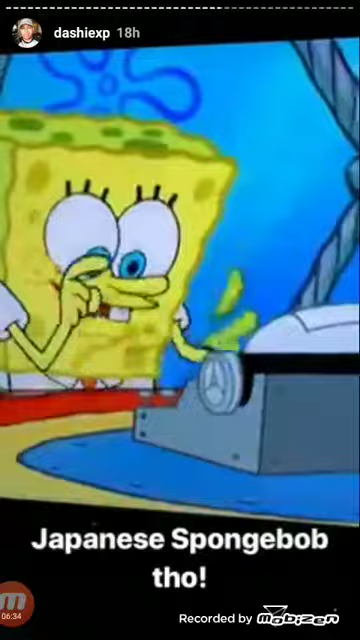 dashiexp 18h
Japanese Spongebob
tho!
06:34
Recorded by mobizen